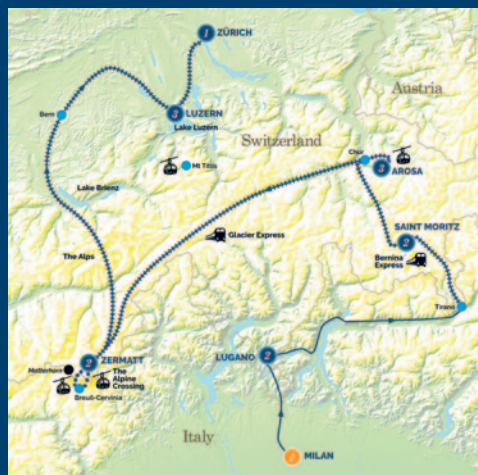 1 ZÜRICH
Austria
Bern
3 LUZERN
Lake Luzern
Switzerland
Chur
Mt Titlis
3 AROSA
Lake Brienz
SAINT MORITZ
2
Glacier Express
The Alps
Bernina
Express
Tirano
2 ZERMATT
LUGANO 2
Matterhorn
The
Alpine
Crossing
Breuil-Cervinia
Italy
MILAN